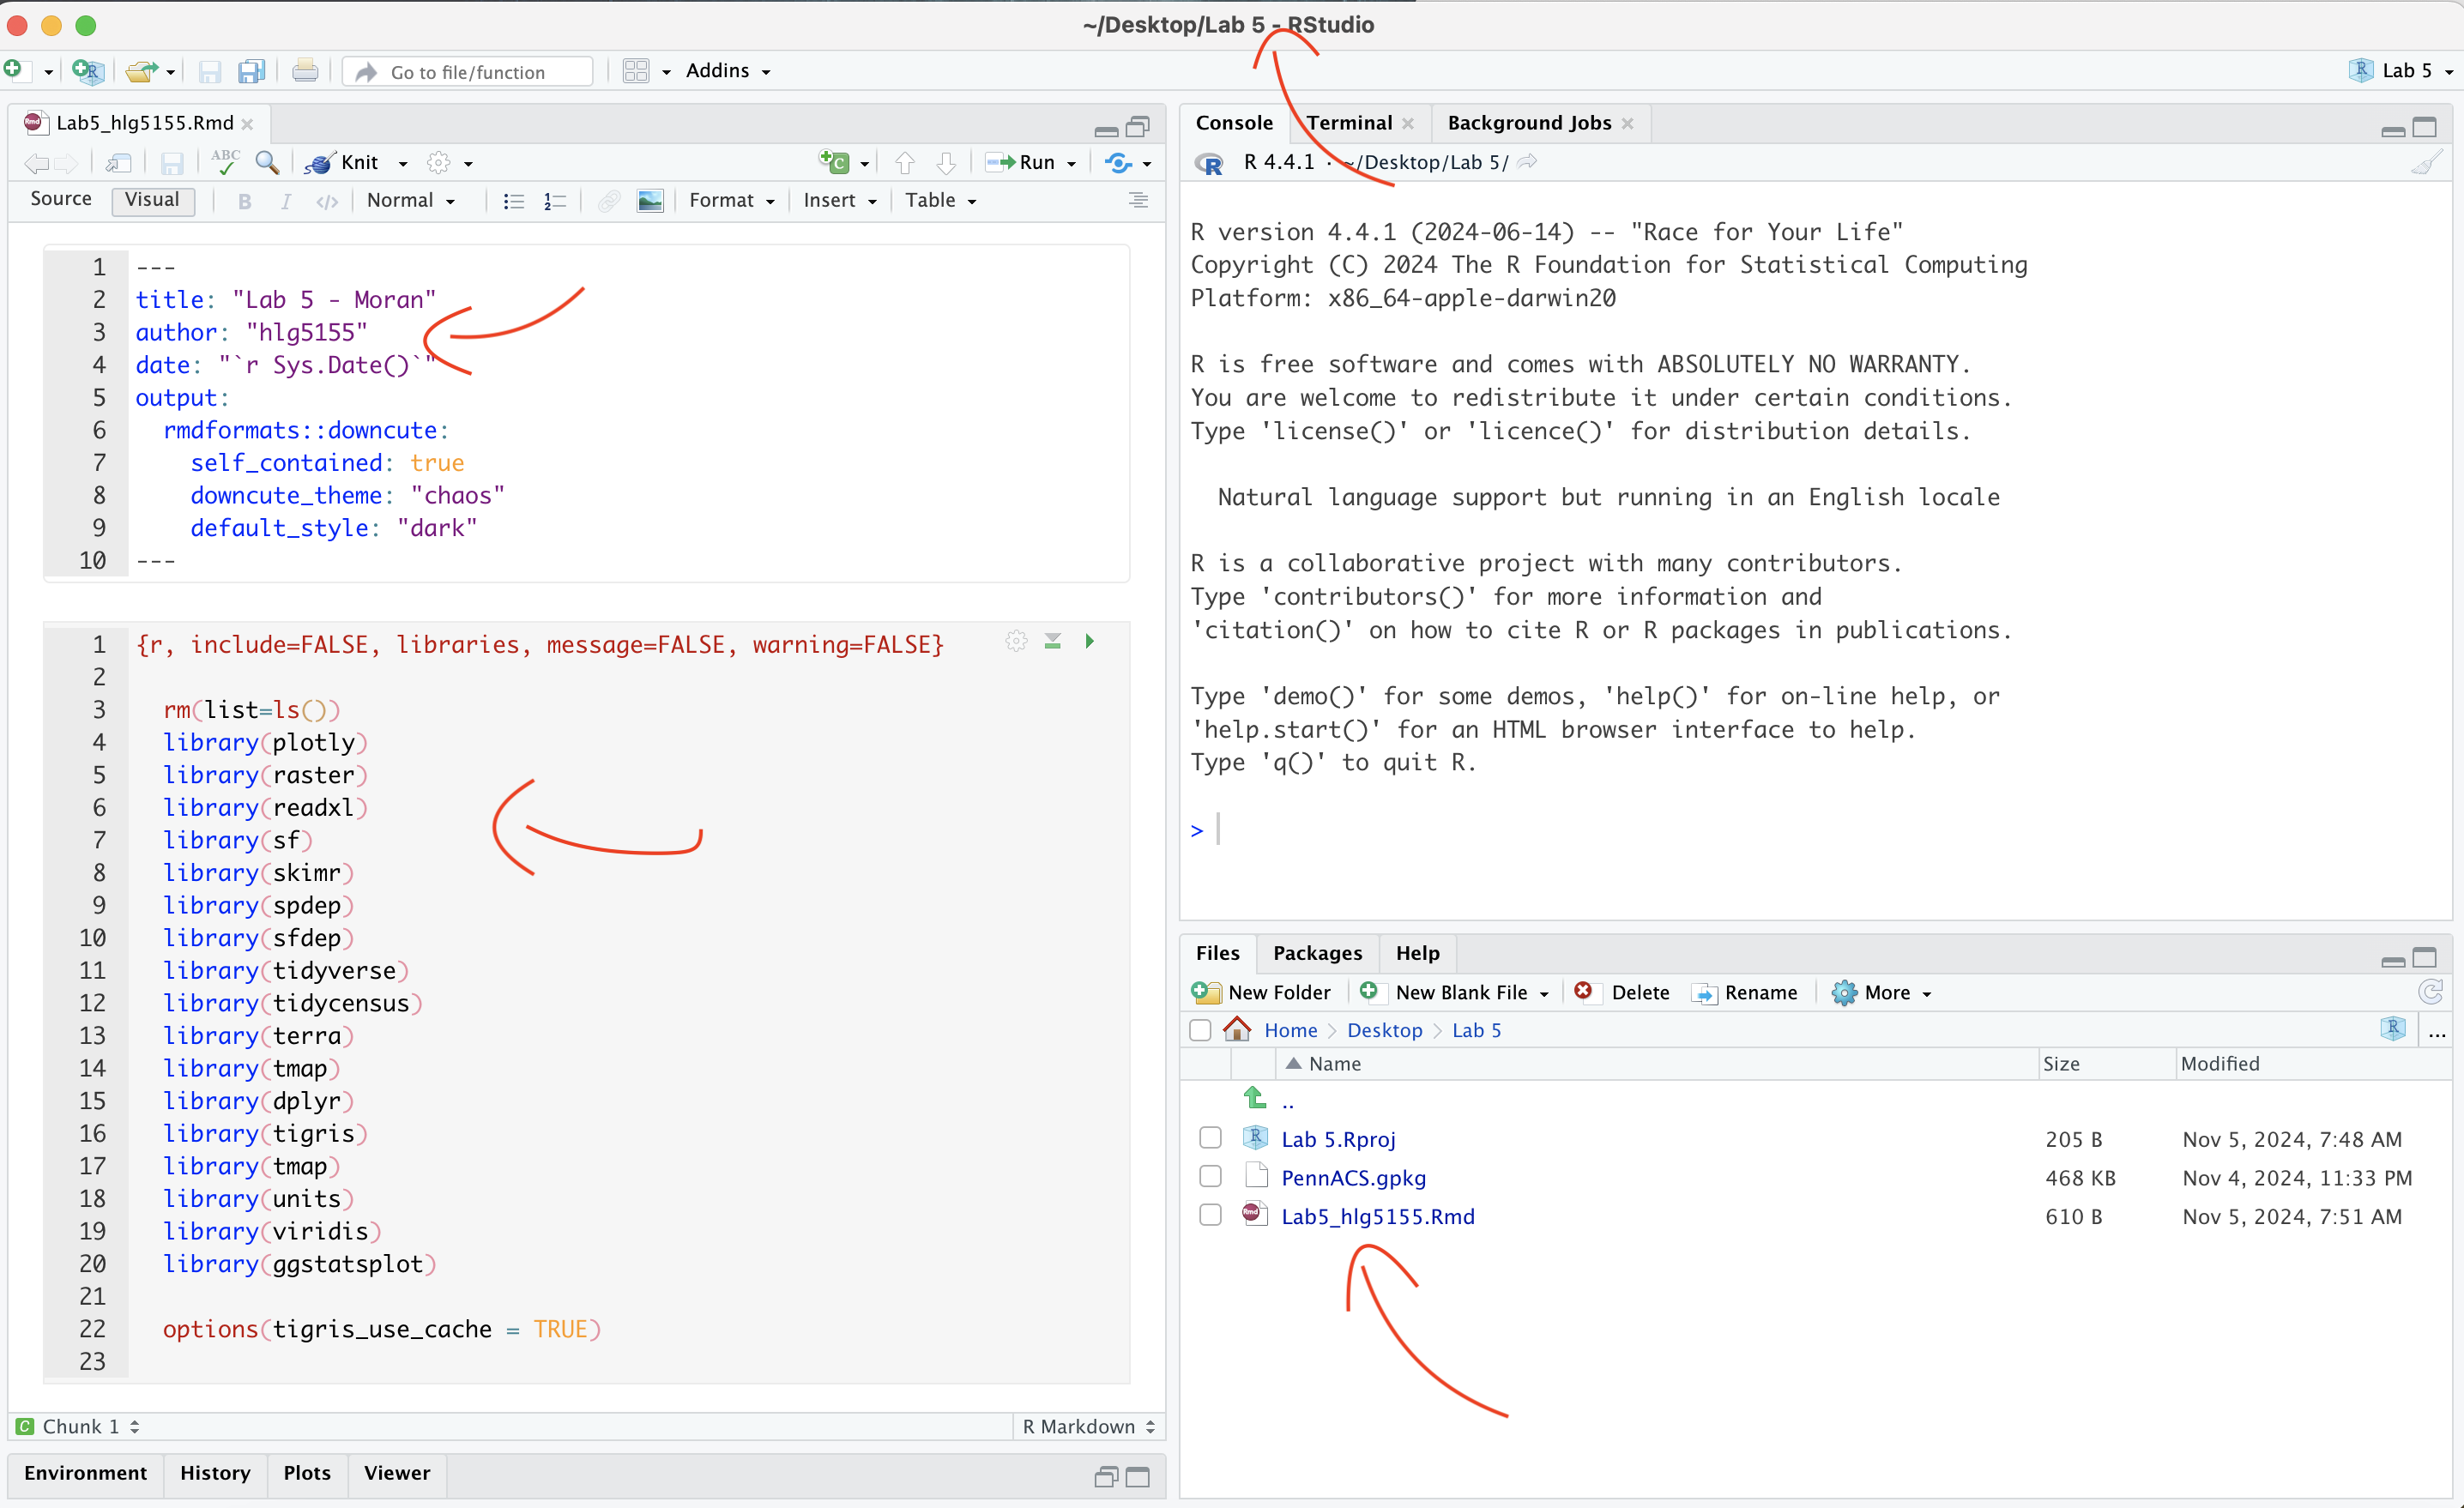 ~/Desktop/Lab 5 - RStudio
Go to file/function
Addins
Lab 5
Lab5_hlg5155.Rmd
ABC
Knit
Run
Source
Visual
B
I
</>
Normal
Format
Insert
Table
1 ---
2 title: "Lab 5 - Moran"
3 author: "hlg5155"
4 date: "`r Sys.Date()`"
5 output:
6 rmdformats::downcute:
7 self_contained: true
8 downcute_theme: "chaos"
9 default_style: "dark"
10 ---
1 {r, include=FALSE, libraries, message=FALSE, warning=FALSE}
2
3 rm(list=ls())
4 library(plotly)
5 library(raster)
6 library(readxl)
7 library(sf)
8 library(skimr)
9 library(spdep)
10 library(sfdep)
11 library(tidyverse)
12 library(tidycensus)
13 library(terra)
14 library(tmap)
15 library(dplyr)
16 library(tigris)
17 library(tmap)
18 library(units)
19 library(viridis)
20 library(ggstatsplot)
21
22 options(tigris_use_cache = TRUE)
23
Chunk 1
R Markdown
Environment
History
Plots
Viewer
Console
Terminal
Background Jobs
R 4.4.1 · ~/Desktop/Lab 5/
R version 4.4.1 (2024-06-14) -- "Race for Your Life"
Copyright (C) 2024 The R Foundation for Statistical Computing
Platform: x86_64-apple-darwin20
R is free software and comes with ABSOLUTELY NO WARRANTY.
You are welcome to redistribute it under certain conditions.
Type 'license()' or 'licence()' for distribution details.
Natural language support but running in an English locale
R is a collaborative project with many contributors.
Type 'contributors()' for more information and
'citation()' on how to cite R or R packages in publications.
Type 'demo()' for some demos, 'help()' for on-line help, or
'help.start()' for an HTML browser interface to help.
Type 'q()' to quit R.
>
Files
Packages
Help
New Folder
New Blank File
Delete
Rename
More
Home
Desktop
Lab 5
...
Name
Size
Modified
..
Lab 5.Rproj 205 B Nov 5, 2024, 7:48 AM
PennACS.gpkg 468 KB Nov 4, 2024, 11:33 PM
Lab5_hlg5155.Rmd 610 B Nov 5, 2024, 7:51 AM